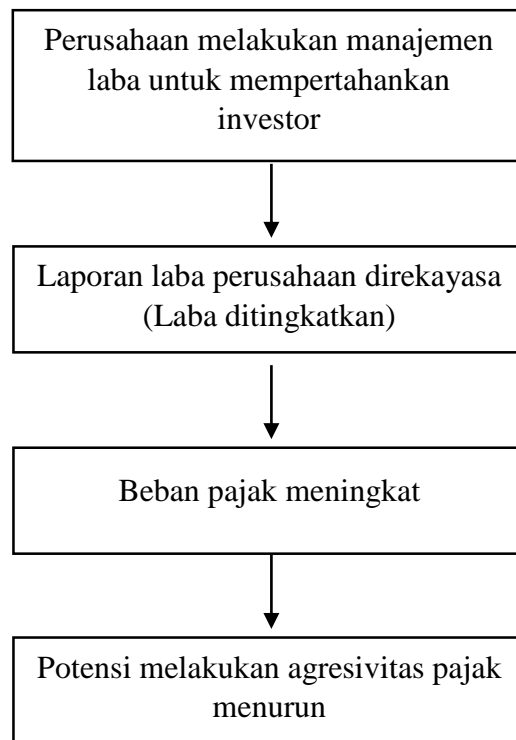 Perusahaan melakukan manajemen
laba untuk mempertahankan
investor
Laporan laba perusahaan direkayasa
(Laba ditingkatkan)
Beban pajak meningkat
Potensi melakukan agresivitas pajak
menurun